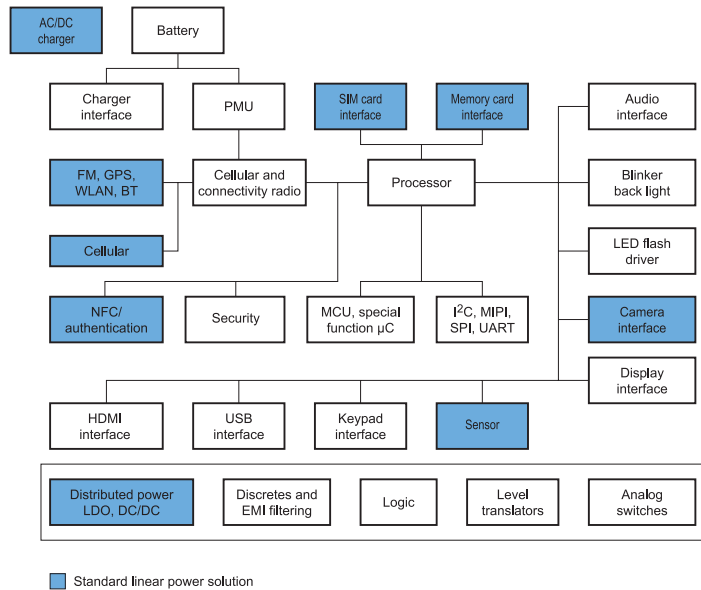 AC/DC
charger
Battery
Charger
interface
PMU
SIM card
interface
Memory card
interface
Audio
interface
FM, GPS,
WLAN, BT
Cellular and
connectivity radio
Processor
Blinker
back light
Cellular
LED flash
driver
NFC/
authentication
Security
MCU, special
function µC
I²C, MIPI,
SPI, UART
Camera
interface
Display
interface
HDMI
interface
USB
interface
Keypad
interface
Sensor
Distributed power
LDO, DC/DC
Discretes and
EMI filtering
Logic
Level
translators
Analog
switches
Standard linear power solution